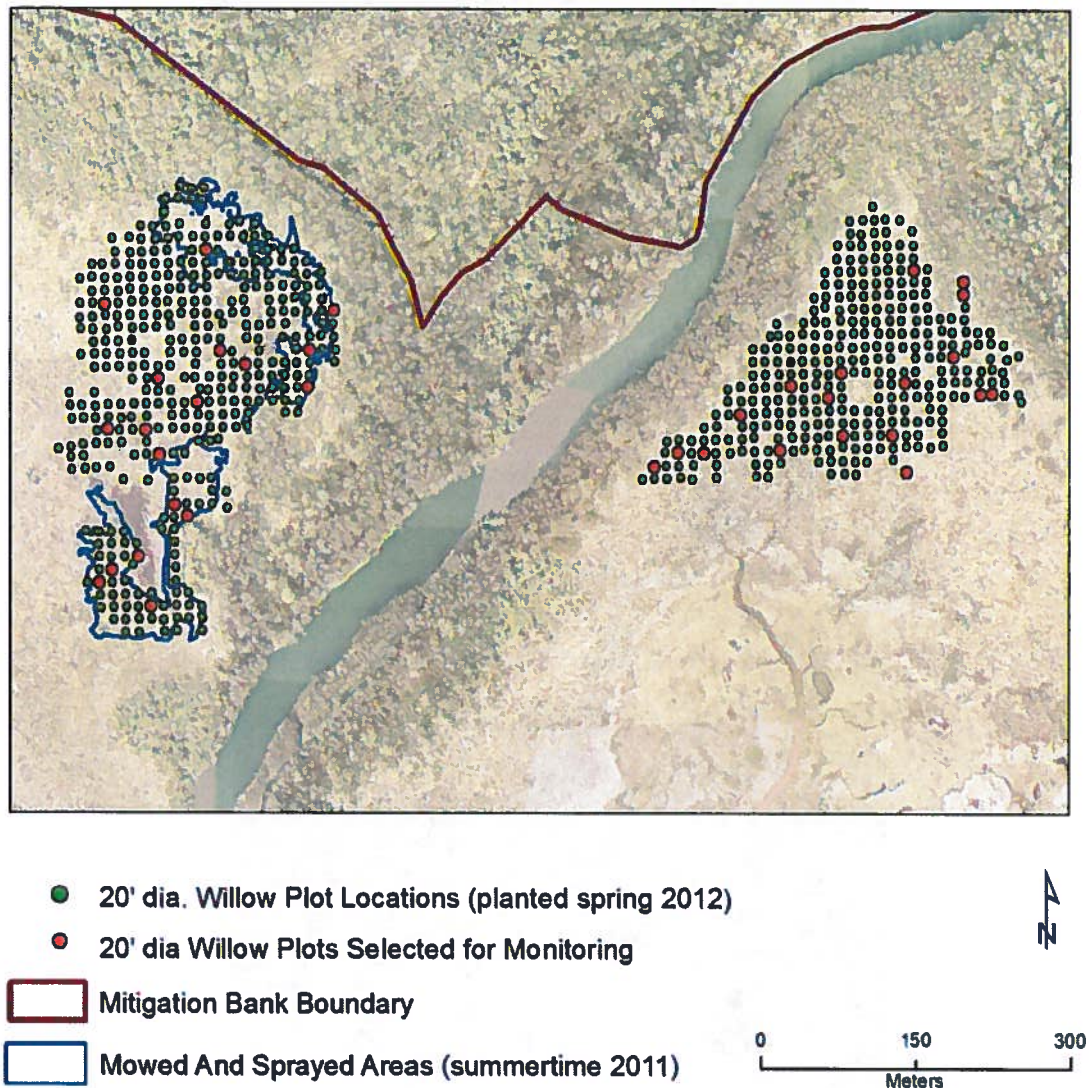 20' dia. Willow Plot Locations (planted spring 2012)
20' dia Willow Plots Selected for Monitoring
Mitigation Bank Boundary
Mowed And Sprayed Areas (summertime 2011)
N
0 150 300
Meters